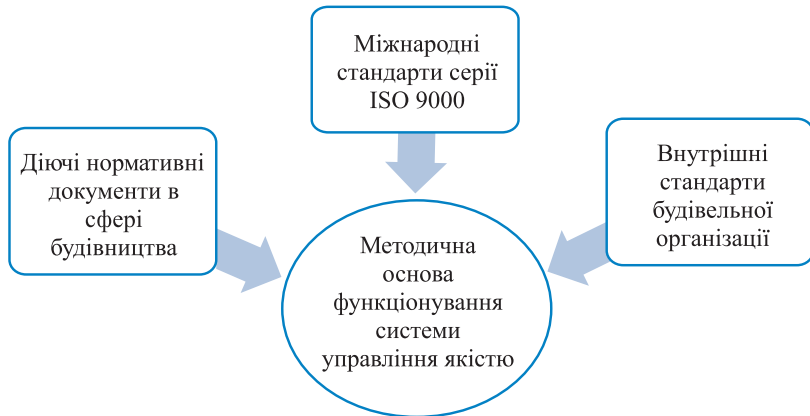 Міжнародні
стандарти серії
ISO 9000
Діючі нормативні
документи в
сфері
будівництва
Внутрішні
стандарти
будівельної
організації
Методична
основа
функціонування
системи
управління якістю